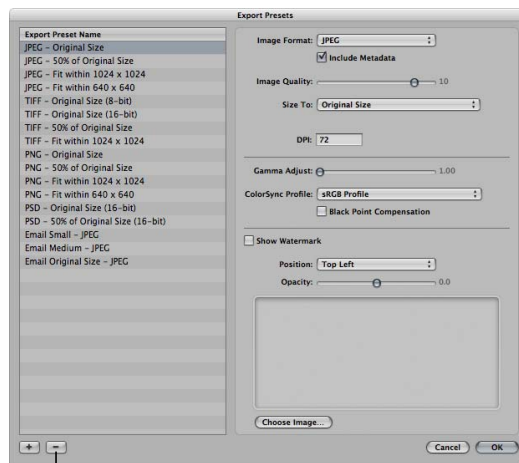 Export Presets
Export Preset Name
JPEG – Original Size
JPEG – 50% of Original Size
JPEG – Fit within 1024 x 1024
JPEG – Fit within 640 x 640
TIFF – Original Size (8-bit)
TIFF – Original Size (16-bit)
TIFF – 50% of Original Size
TIFF – Fit within 1024 x 1024
PNG – Original Size
PNG – 50% of Original Size
PNG – Fit within 1024 x 1024
PNG – Fit within 640 x 640
PSD – Original Size (16-bit)
PSD – 50% of Original Size (16-bit)
Email Small – JPEG
Email Medium – JPEG
Email Original Size – JPEG
Image Format: JPEG
Include Metadata
Image Quality: 10
Size To: Original Size
DPI: 72
Gamma Adjust: 1.00
ColorSync Profile: sRGB Profile
Black Point Compensation
Show Watermark
Position: Top Left
Opacity: 0.0
Choose Image...
+ − Cancel OK